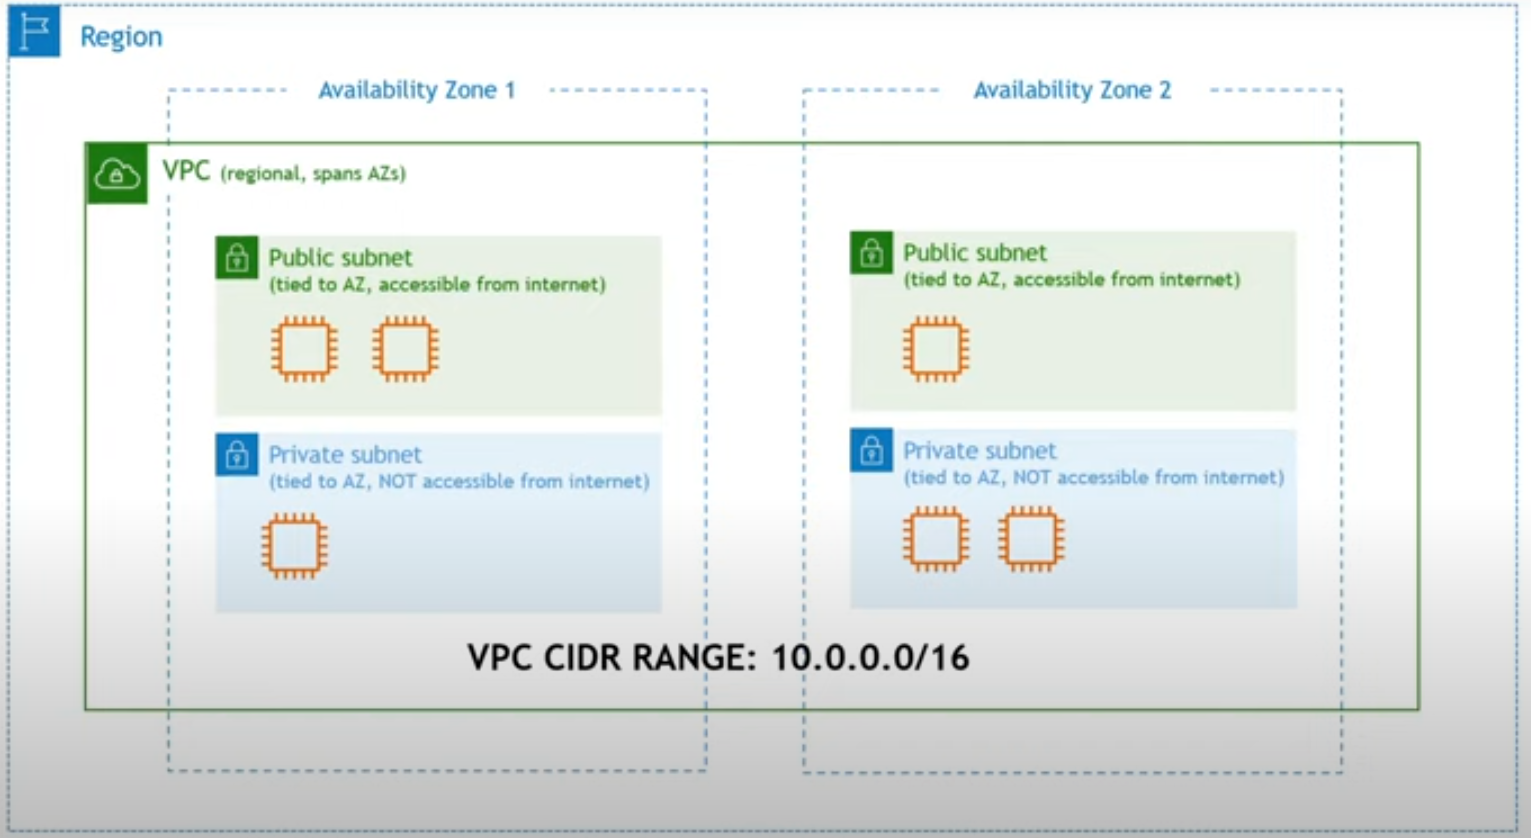 Region
Availability Zone 1
Availability Zone 2
VPC (regional, spans AZs)
Public subnet
(tied to AZ, accessible from internet)
Public subnet
(tied to AZ, accessible from internet)
Private subnet
(tied to AZ, NOT accessible from internet)
Private subnet
(tied to AZ, NOT accessible from internet)
VPC CIDR RANGE: 10.0.0.0/16